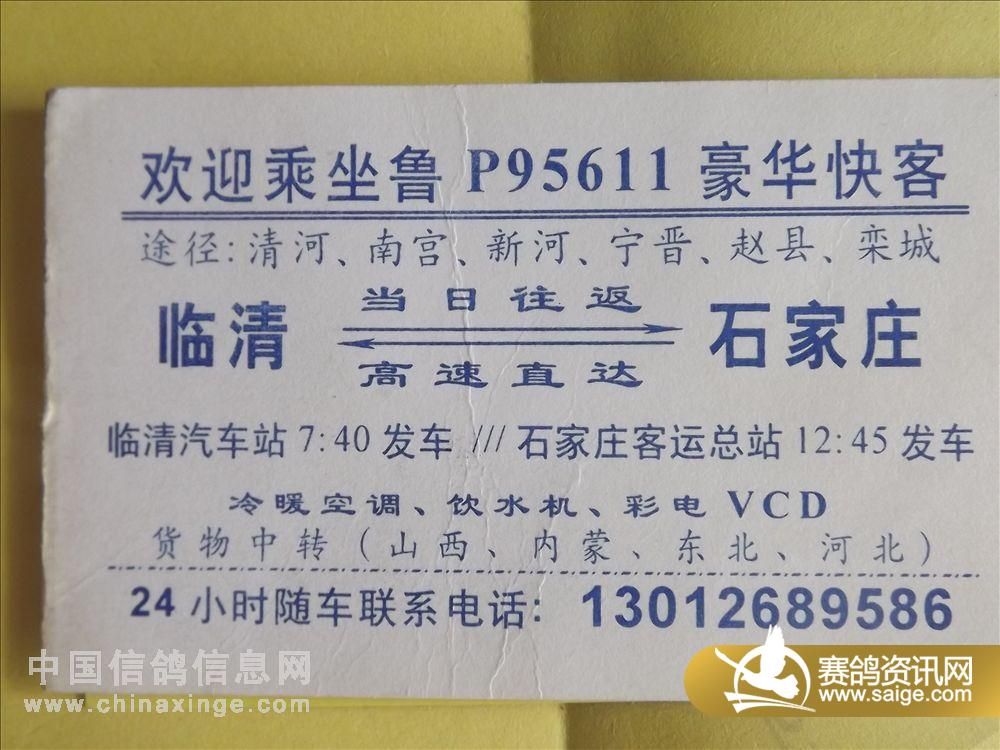 欢迎乘坐鲁 P95611 豪华快客
途径:清河、南宫、新河、宁晋、赵县、栾城
当日往返
临清 石家庄
高速直达
临清汽车站 7:40 发车 /// 石家庄客运总站 12:45 发车
冷暖空调、饮水机、彩电 VCD
货物中转(山西、内蒙、东北、河北)
24 小时随车联系电话: 13012689586
中国信鸽信息网
www.chinaxinge.com
赛鸽资讯网
www.saige.com